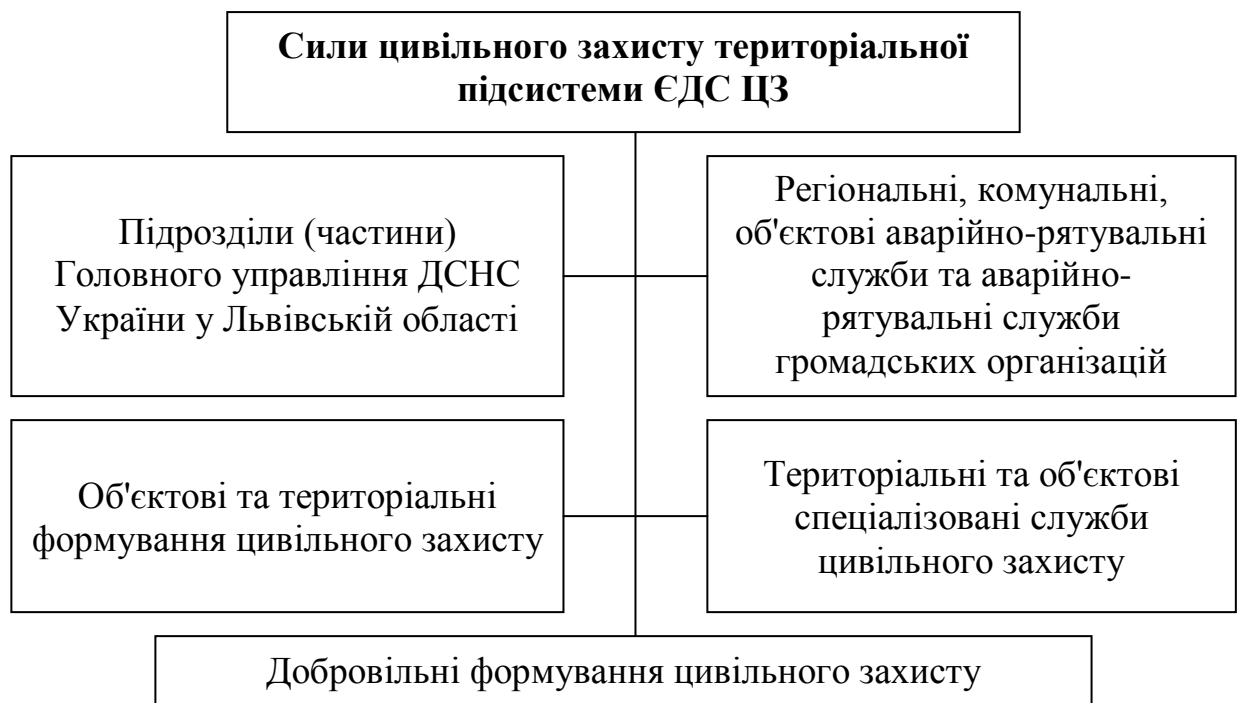 Сили цивільного захисту територіальної
підсистеми ЄДС ЦЗ
Підрозділи (частини)
Головного управління ДСНС
України у Львівській області
Регіональні, комунальні,
об'єктові аварійно-рятувальні
служби та аварійно-
рятувальні служби
громадських організацій
Об'єктові та територіальні
формування цивільного захисту
Територіальні та об'єктові
спеціалізовані служби
цивільного захисту
Добровільні формування цивільного захисту